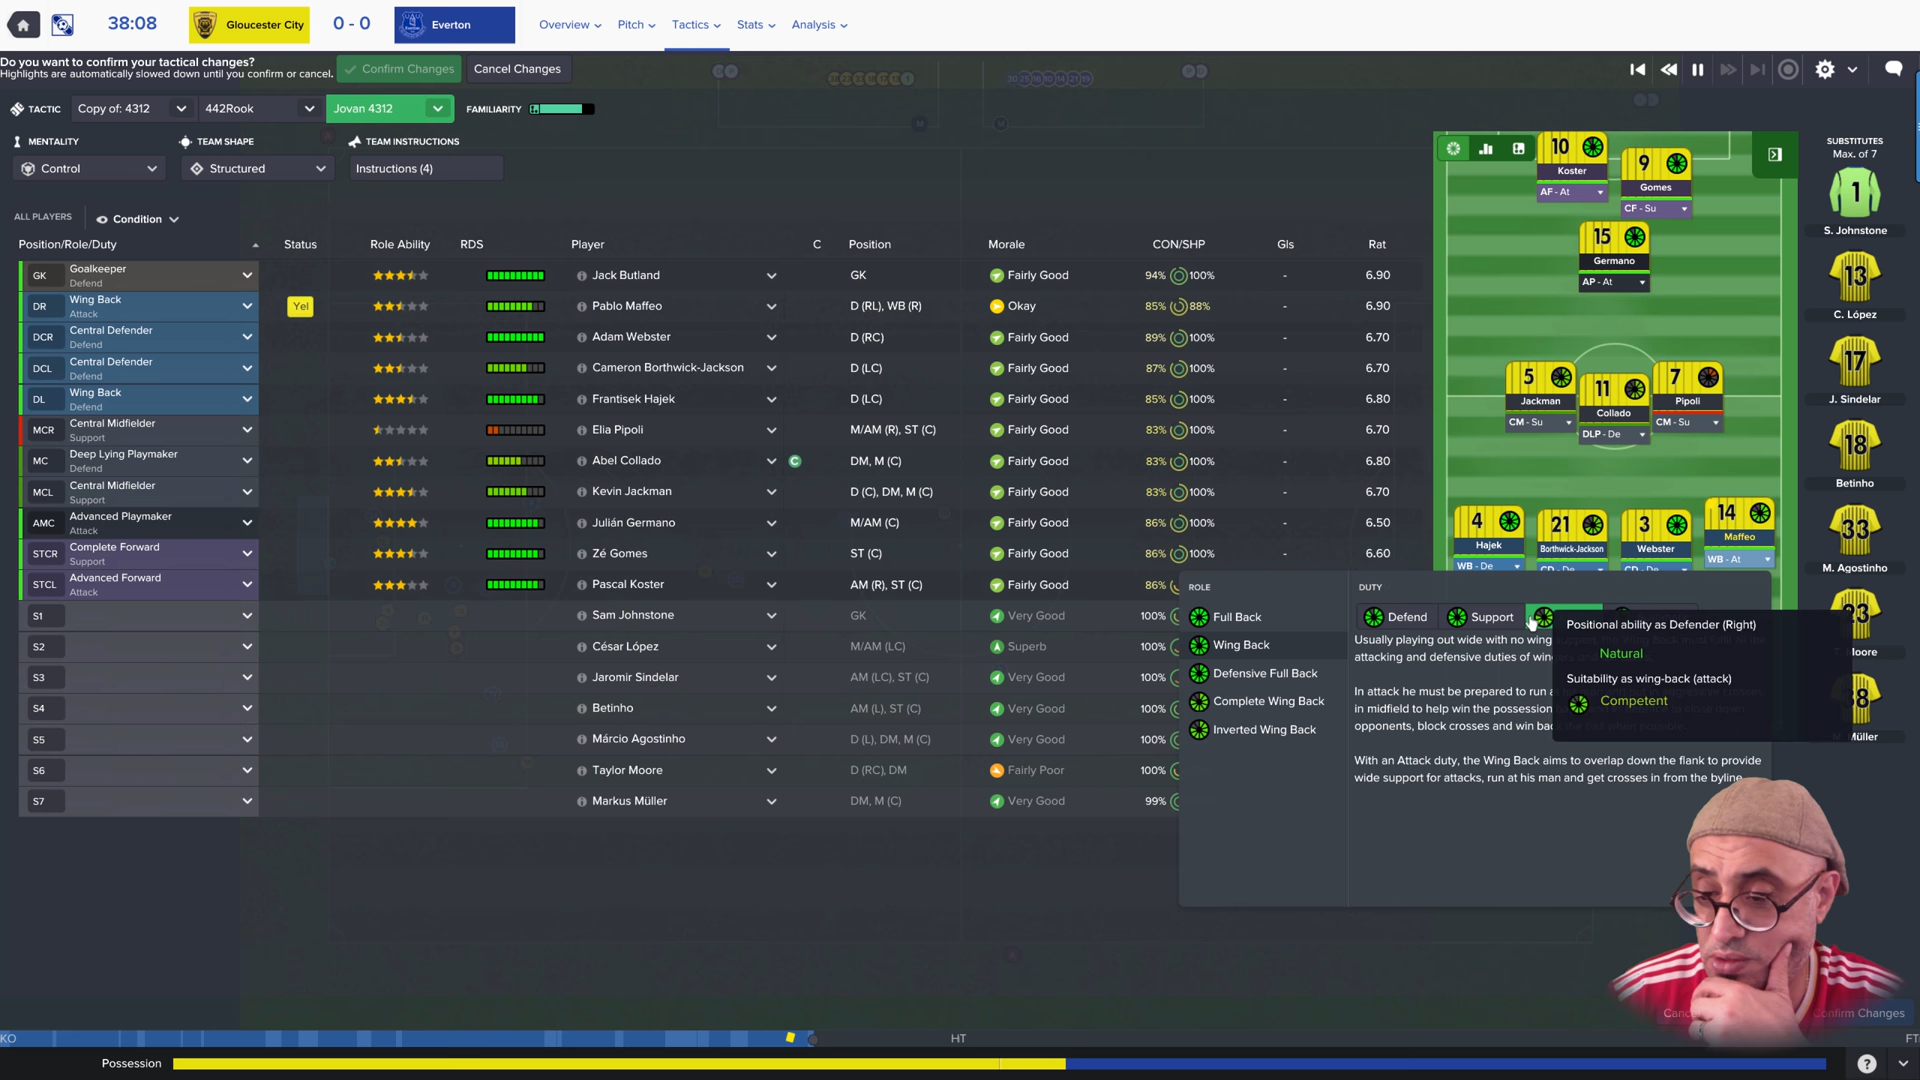 38:08
Gloucester City
0 - 0
Everton
Overview
Pitch
Tactics
Stats
Analysis
Do you want to confirm your tactical changes?
Highlights are automatically slowed down until you confirm or cancel.
Confirm Changes
Cancel Changes
TACTIC
Copy of: 4312
442Rook
Jovan 4312
FAMILIARITY
MENTALITY
TEAM SHAPE
TEAM INSTRUCTIONS
Control
Structured
Instructions (4)
ALL PLAYERS
Condition
Position/Role/Duty Status Role Ability RDS Player C Position Morale CON/SHP Gls Rat
GK Goalkeeper Defend Jack Butland GK Fairly Good 94% 100% - 6.90
DR Wing Back Attack Yel Pablo Maffeo D (RL), WB (R) Okay 85% 88% - 6.90
DCR Central Defender Defend Adam Webster D (RC) Fairly Good 89% 100% - 6.70
DCL Central Defender Defend Cameron Borthwick-Jackson D (LC) Fairly Good 87% 100% - 6.70
DL Wing Back Defend Frantisek Hajek D (LC) Fairly Good 85% 100% - 6.80
MCR Central Midfielder Support Elia Pipoli M/AM (R), ST (C) Fairly Good 83% 100% - 6.70
MC Deep Lying Playmaker Defend Abel Collado C DM, M (C) Fairly Good 83% 100% - 6.80
MCL Central Midfielder Support Kevin Jackman D (C), DM, M (C) Fairly Good 83% 100% - 6.70
AMC Advanced Playmaker Attack Julián Germano M/AM (C) Fairly Good 86% 100% - 6.50
STCR Complete Forward Support Zé Gomes ST (C) Fairly Good 86% 100% - 6.60
STCL Advanced Forward Attack Pascal Koster AM (R), ST (C) Fairly Good 86%
S1 Sam Johnstone GK Very Good 100%
S2 César López M/AM (LC) Superb 100%
S3 Jaromir Sindelar AM (LC), ST (C) Very Good 100%
S4 Betinho AM (L), ST (C) Very Good 100%
S5 Márcio Agostinho D (L), DM, M (C) Very Good 100%
S6 Taylor Moore D (RC), DM Fairly Poor 100%
S7 Markus Müller DM, M (C) Very Good 99%
10
Koster
AF - At
9
Gomes
CF - Su
15
Germano
AP - At
5
Jackman
CM - Su
11
Collado
DLP - De
7
Pipoli
CM - Su
4
Hajek
WB - De
21
Borthwick-Jackson
CD - De
3
Webster
CD - De
14
Maffeo
WB - At
SUBSTITUTES
Max. of 7
1
S. Johnstone
13
C. López
17
J. Sindelar
18
Betinho
33
M. Agostinho
Moore
Müller
ROLE
Full Back
Wing Back
Defensive Full Back
Complete Wing Back
Inverted Wing Back
DUTY
Defend
Support
Usually playing out wide with no wing
attacking and defensive duties of
In attack he must be prepared to run
in midfield to help win the possession
opponents, block crosses and win
With an Attack duty, the Wing Back aims to overlap down the flank to provide
wide support for attacks, run at his man and get crosses in from the byline
Positional ability as Defender (Right)
Natural
Suitability as wing-back (attack)
Competent
Confirm Changes
KO
HT
FT
Possession
?